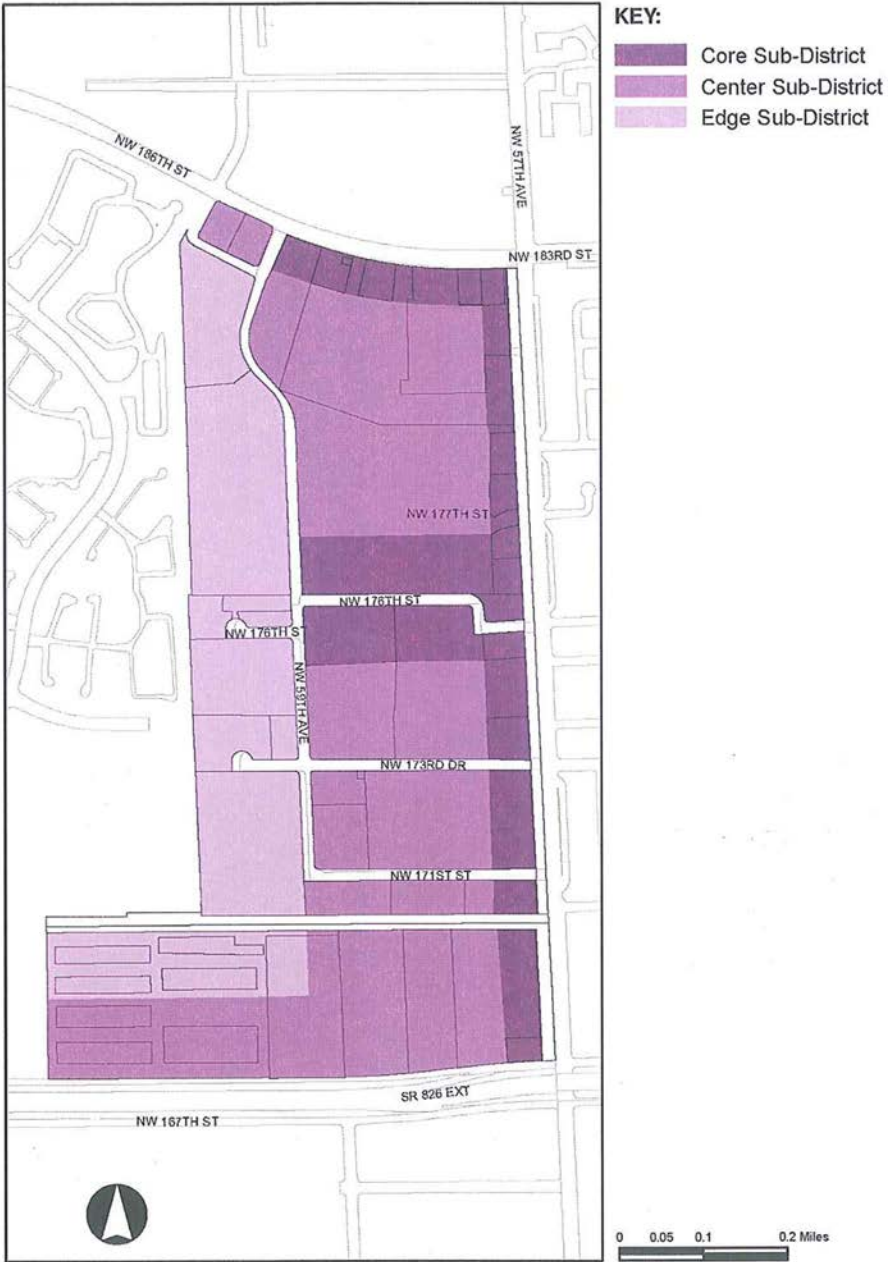 KEY:
Core Sub-District
Center Sub-District
Edge Sub-District
NW 57TH AVE
NW 186TH ST
NW 183RD ST
NW 177TH ST
NW 176TH ST
NW 176TH ST
NW 59TH AVE
NW 173RD DR
NW 171ST ST
SR 826 EXT
NW 167TH ST
0 0.05 0.1 0.2 Miles